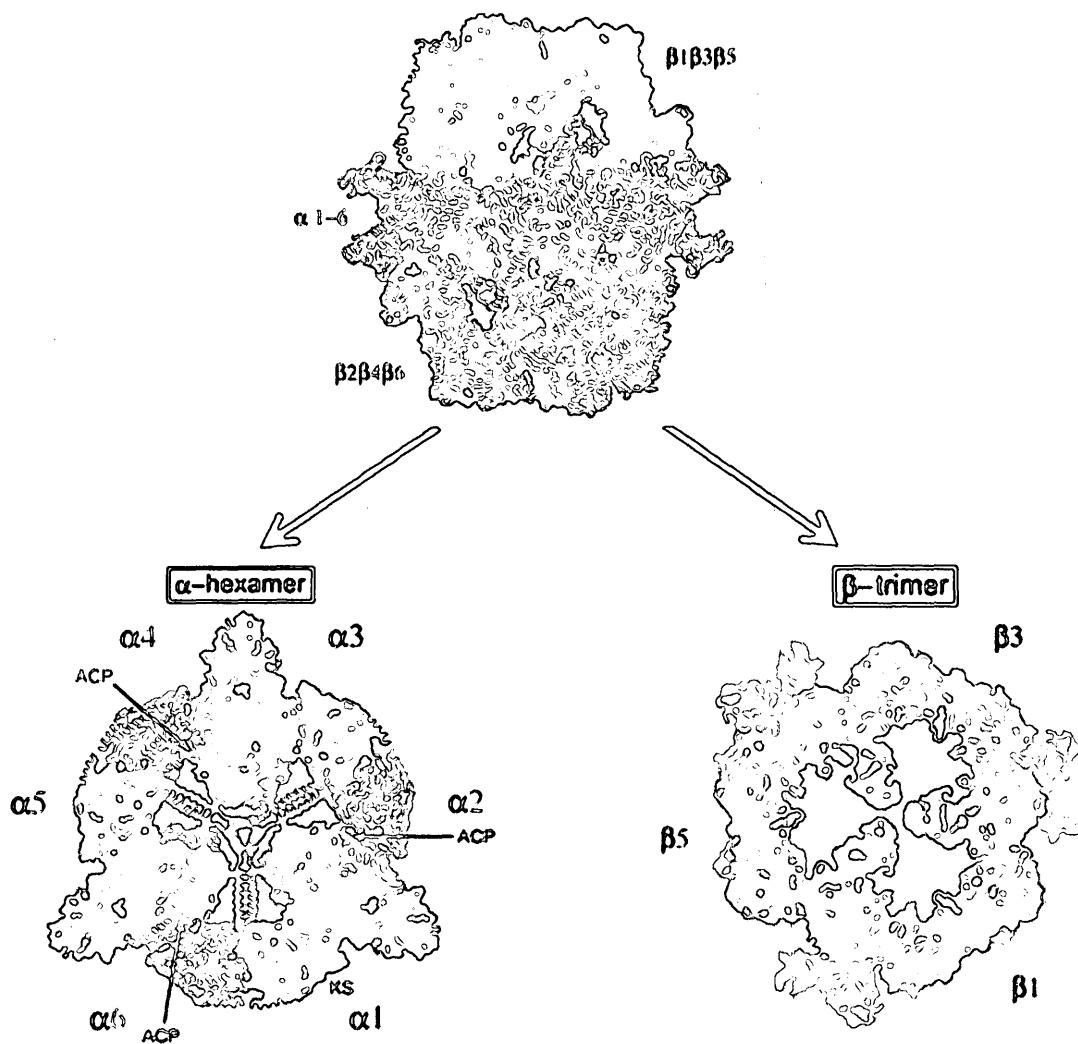 β1β3β5
α 1-6
β2β4β6
α-hexamer
β-trimer
α4
α3
β3
ACP
α5
α2
ACP
β5
KS
α6
α1
β1
ACP